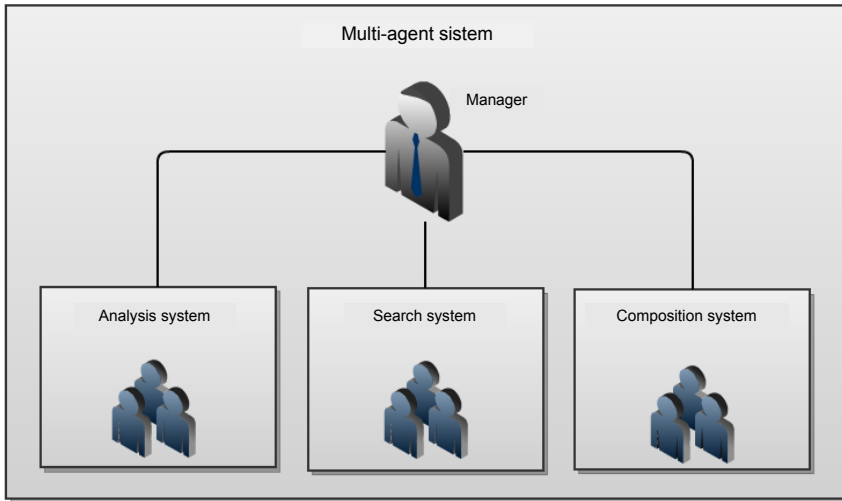 Multi-agent sistem
Manager
Analysis system
Search system
Composition system